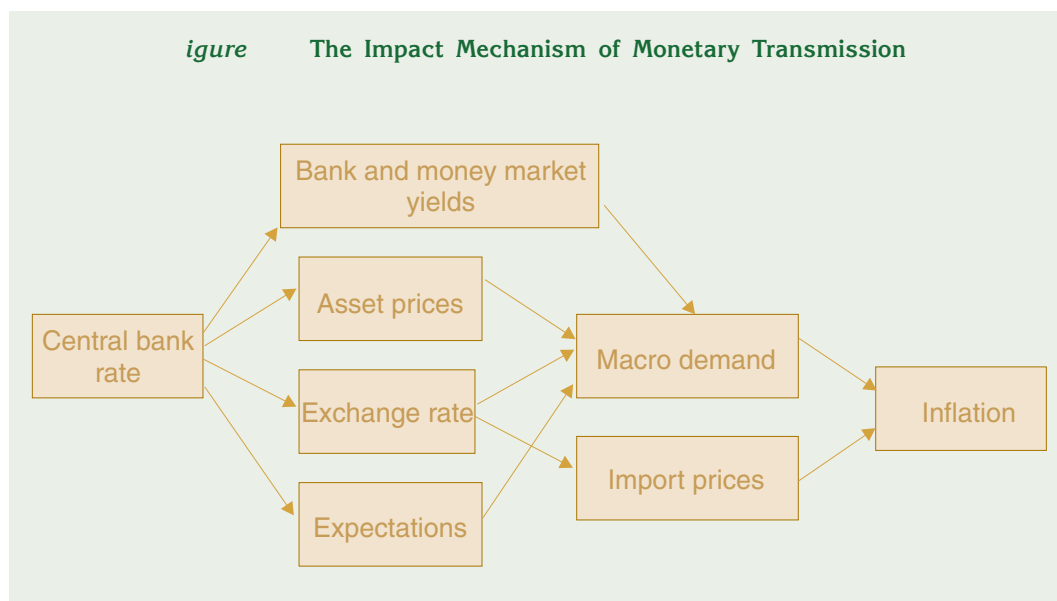 igure The Impact Mechanism of Monetary Transmission
Bank and money market
yields
Asset prices
Central bank
rate
Macro demand
Exchange rate
Inflation
Import prices
Expectations